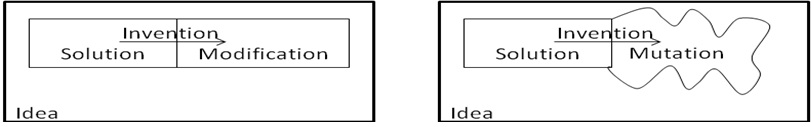 Invention
Solution Modification
Idea
Invention
Solution Mutation
Idea